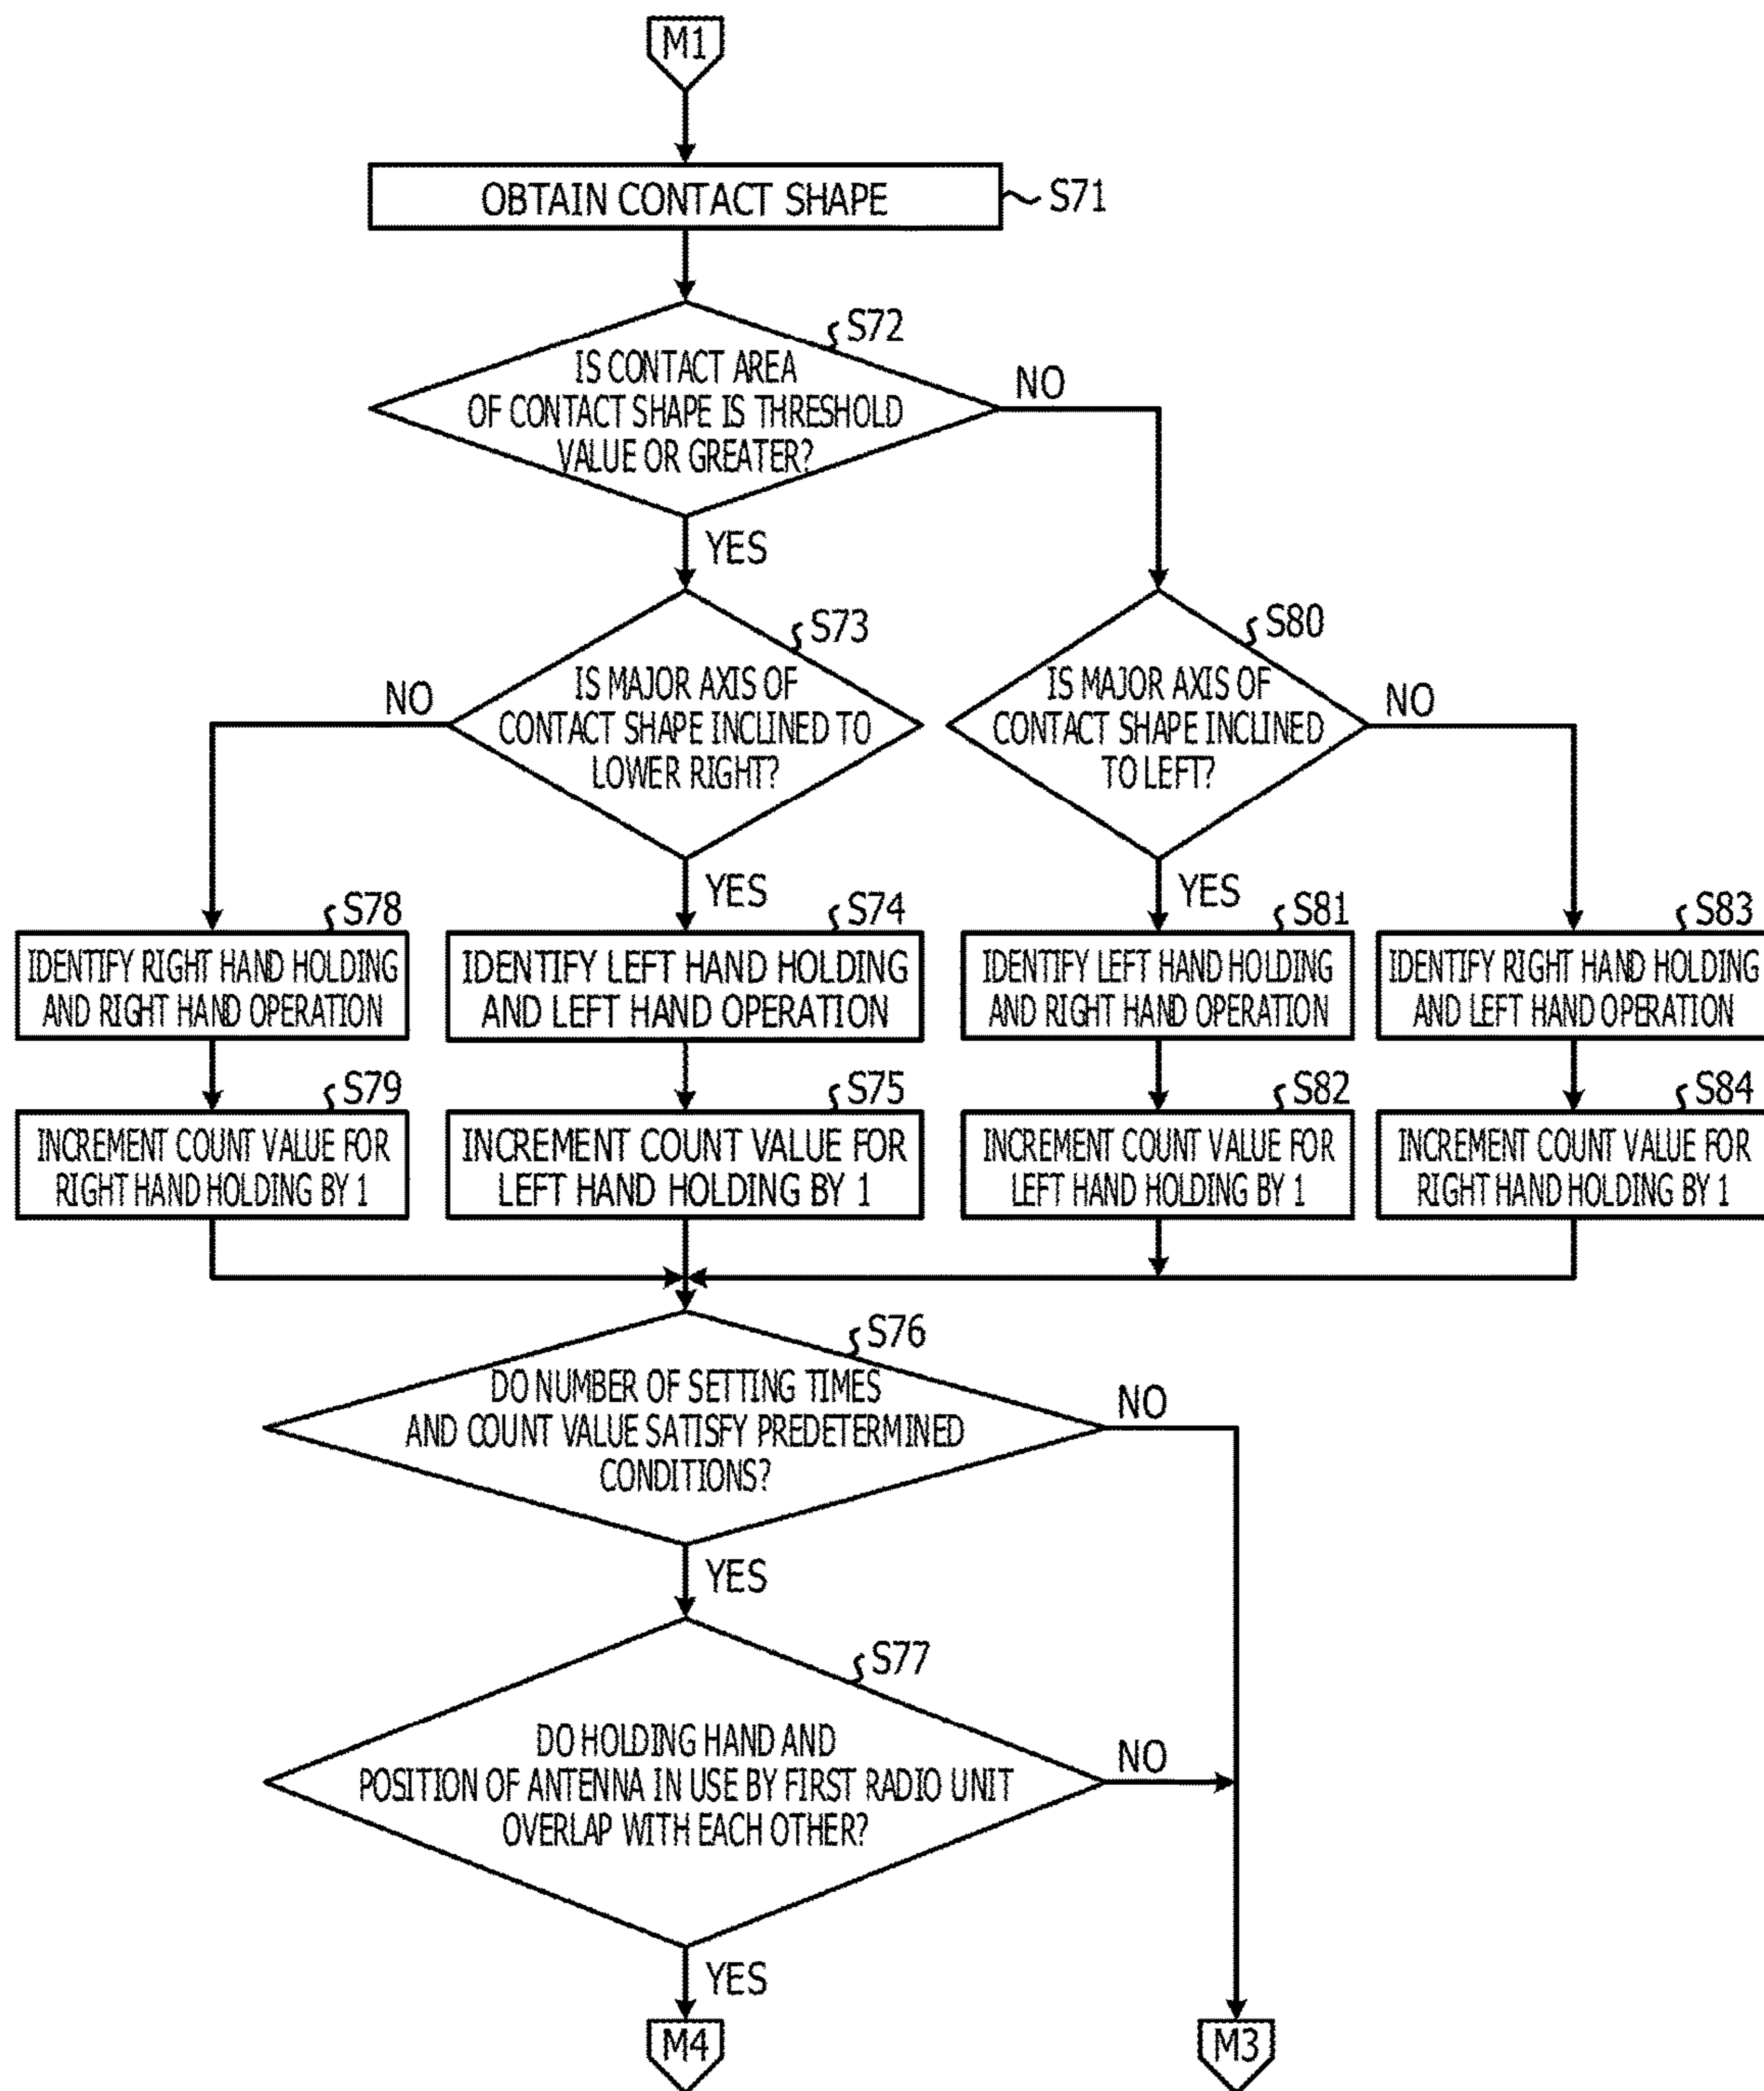 M1
OBTAIN CONTACT SHAPE
S71
S72
IS CONTACT AREA
OF CONTACT SHAPE IS THRESHOLD
VALUE OR GREATER?
NO
YES
S73
IS MAJOR AXIS OF
CONTACT SHAPE INCLINED TO
LOWER RIGHT?
NO
YES
S80
IS MAJOR AXIS OF
CONTACT SHAPE INCLINED
TO LEFT?
NO
YES
S78
IDENTIFY RIGHT HAND HOLDING
AND RIGHT HAND OPERATION
S74
IDENTIFY LEFT HAND HOLDING
AND LEFT HAND OPERATION
S81
IDENTIFY LEFT HAND HOLDING
AND RIGHT HAND OPERATION
S83
IDENTIFY RIGHT HAND HOLDING
AND LEFT HAND OPERATION
S79
INCREMENT COUNT VALUE FOR
RIGHT HAND HOLDING BY 1
S75
INCREMENT COUNT VALUE FOR
LEFT HAND HOLDING BY 1
S82
INCREMENT COUNT VALUE FOR
LEFT HAND HOLDING BY 1
S84
INCREMENT COUNT VALUE FOR
RIGHT HAND HOLDING BY 1
S76
DO NUMBER OF SETTING TIMES
AND COUNT VALUE SATISFY PREDETERMINED
CONDITIONS?
NO
YES
S77
DO HOLDING HAND AND
POSITION OF ANTENNA IN USE BY FIRST RADIO UNIT
OVERLAP WITH EACH OTHER?
NO
YES
M4
M3